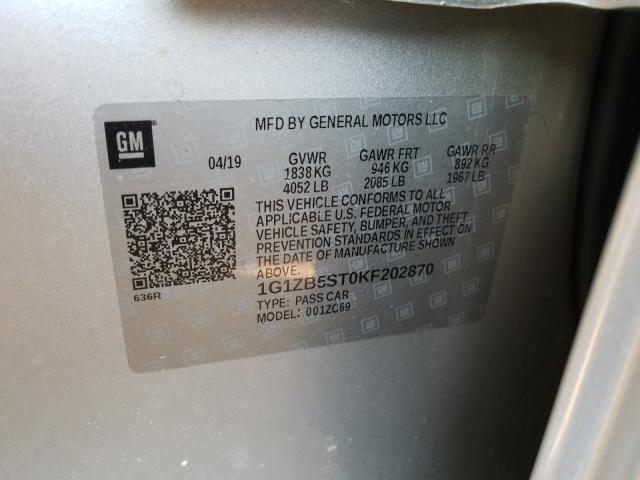 MFD BY GENERAL MOTORS LLC
GM
04/19 GVWR GAWR FRT GAWR RR
1838 KG 946 KG 892 KG
4052 LB 2085 LB 1967 LB
THIS VEHICLE CONFORMS TO ALL
APPLICABLE U.S. FEDERAL MOTOR
VEHICLE SAFETY, BUMPER, AND THEFT
PREVENTION STANDARDS IN EFFECT ON
THE DATE OF MANUFACTURE SHOWN
ABOVE.
1G1ZB5ST0KF202870
TYPE: PASS CAR
MODEL: 001ZC69
636R